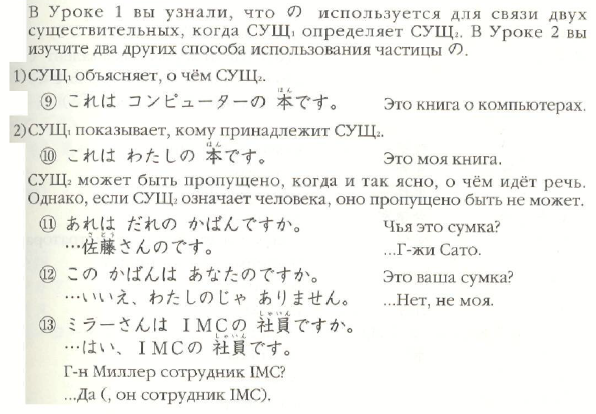 В Уроке 1 вы узнали, что の используется для связи двух
существительных, когда СУЩ₁ определяет СУЩ₂. В Уроке 2 вы
изучите два других способа использования частицы の.
1) СУЩ₁ объясняет, о чём СУЩ₂.
⑨ これは コンピューターの 本です。 Это книга о компьютерах.
2) СУЩ₁ показывает, кому принадлежит СУЩ₂.
⑩ これは わたしの 本です。 Это моя книга.
СУЩ₂ может быть пропущено, когда и так ясно, о чём идёт речь.
Однако, если СУЩ₂ означает человека, оно пропущено быть не может.
⑪ あれは だれの かばんですか。 Чья это сумка?
…佐藤さんのです。 ...Г-жи Сато.
⑫ この かばんは あなたのですか。 Это ваша сумка?
…いいえ、わたしのじゃ ありません。 ...Нет, не моя.
⑬ ミラーさんは IMCの 社員ですか。
…はい、IMCの 社員です。
Г-н Миллер сотрудник IMC?
...Да (, он сотрудник IMC).